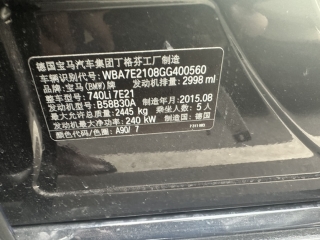 德国宝马汽车集团丁格芬工厂制造
车辆识别代号: WBA7E2108GG400560
品牌: 宝马(BMW)牌 发动机排量: 2998 ml
整车型号: 740Li 7E21
发动机型号: B58B30A 制造年月: 2015.08
最大允许总质量: 2445 kg 乘坐人数: 5 人
发动机最大净功率: 240 kW 制造国: 德国
颜色代码/色圈: A90/ 7